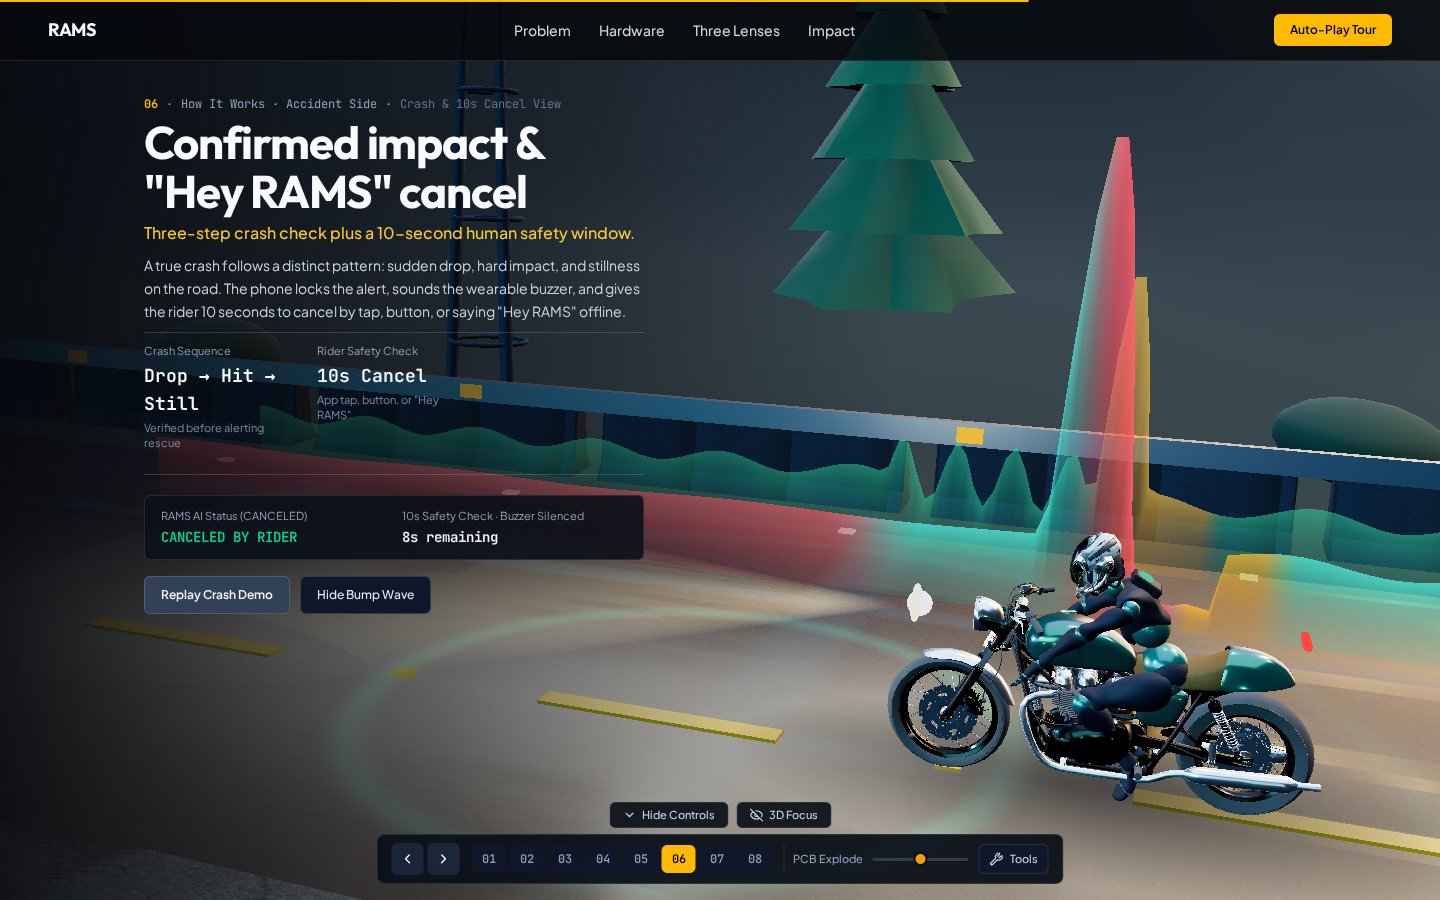 RAMS
Problem Hardware Three Lenses Impact
Auto-Play Tour
06 · How It Works · Accident Side · Crash & 10s Cancel View
Confirmed impact &
"Hey RAMS" cancel
Three-step crash check plus a 10-second human safety window.
A true crash follows a distinct pattern: sudden drop, hard impact, and stillness
on the road. The phone locks the alert, sounds the wearable buzzer, and gives
the rider 10 seconds to cancel by tap, button, or saying "Hey RAMS" offline.
Crash Sequence
Drop → Hit →
Still
Verified before alerting
rescue
Rider Safety Check
10s Cancel
App tap, button, or "Hey
RAMS"
RAMS AI Status (CANCELED)
CANCELED BY RIDER
10s Safety Check · Buzzer Silenced
8s remaining
Replay Crash Demo
Hide Bump Wave
Hide Controls
3D Focus
01 02 03 04 05 06 07 08
PCB Explode
Tools